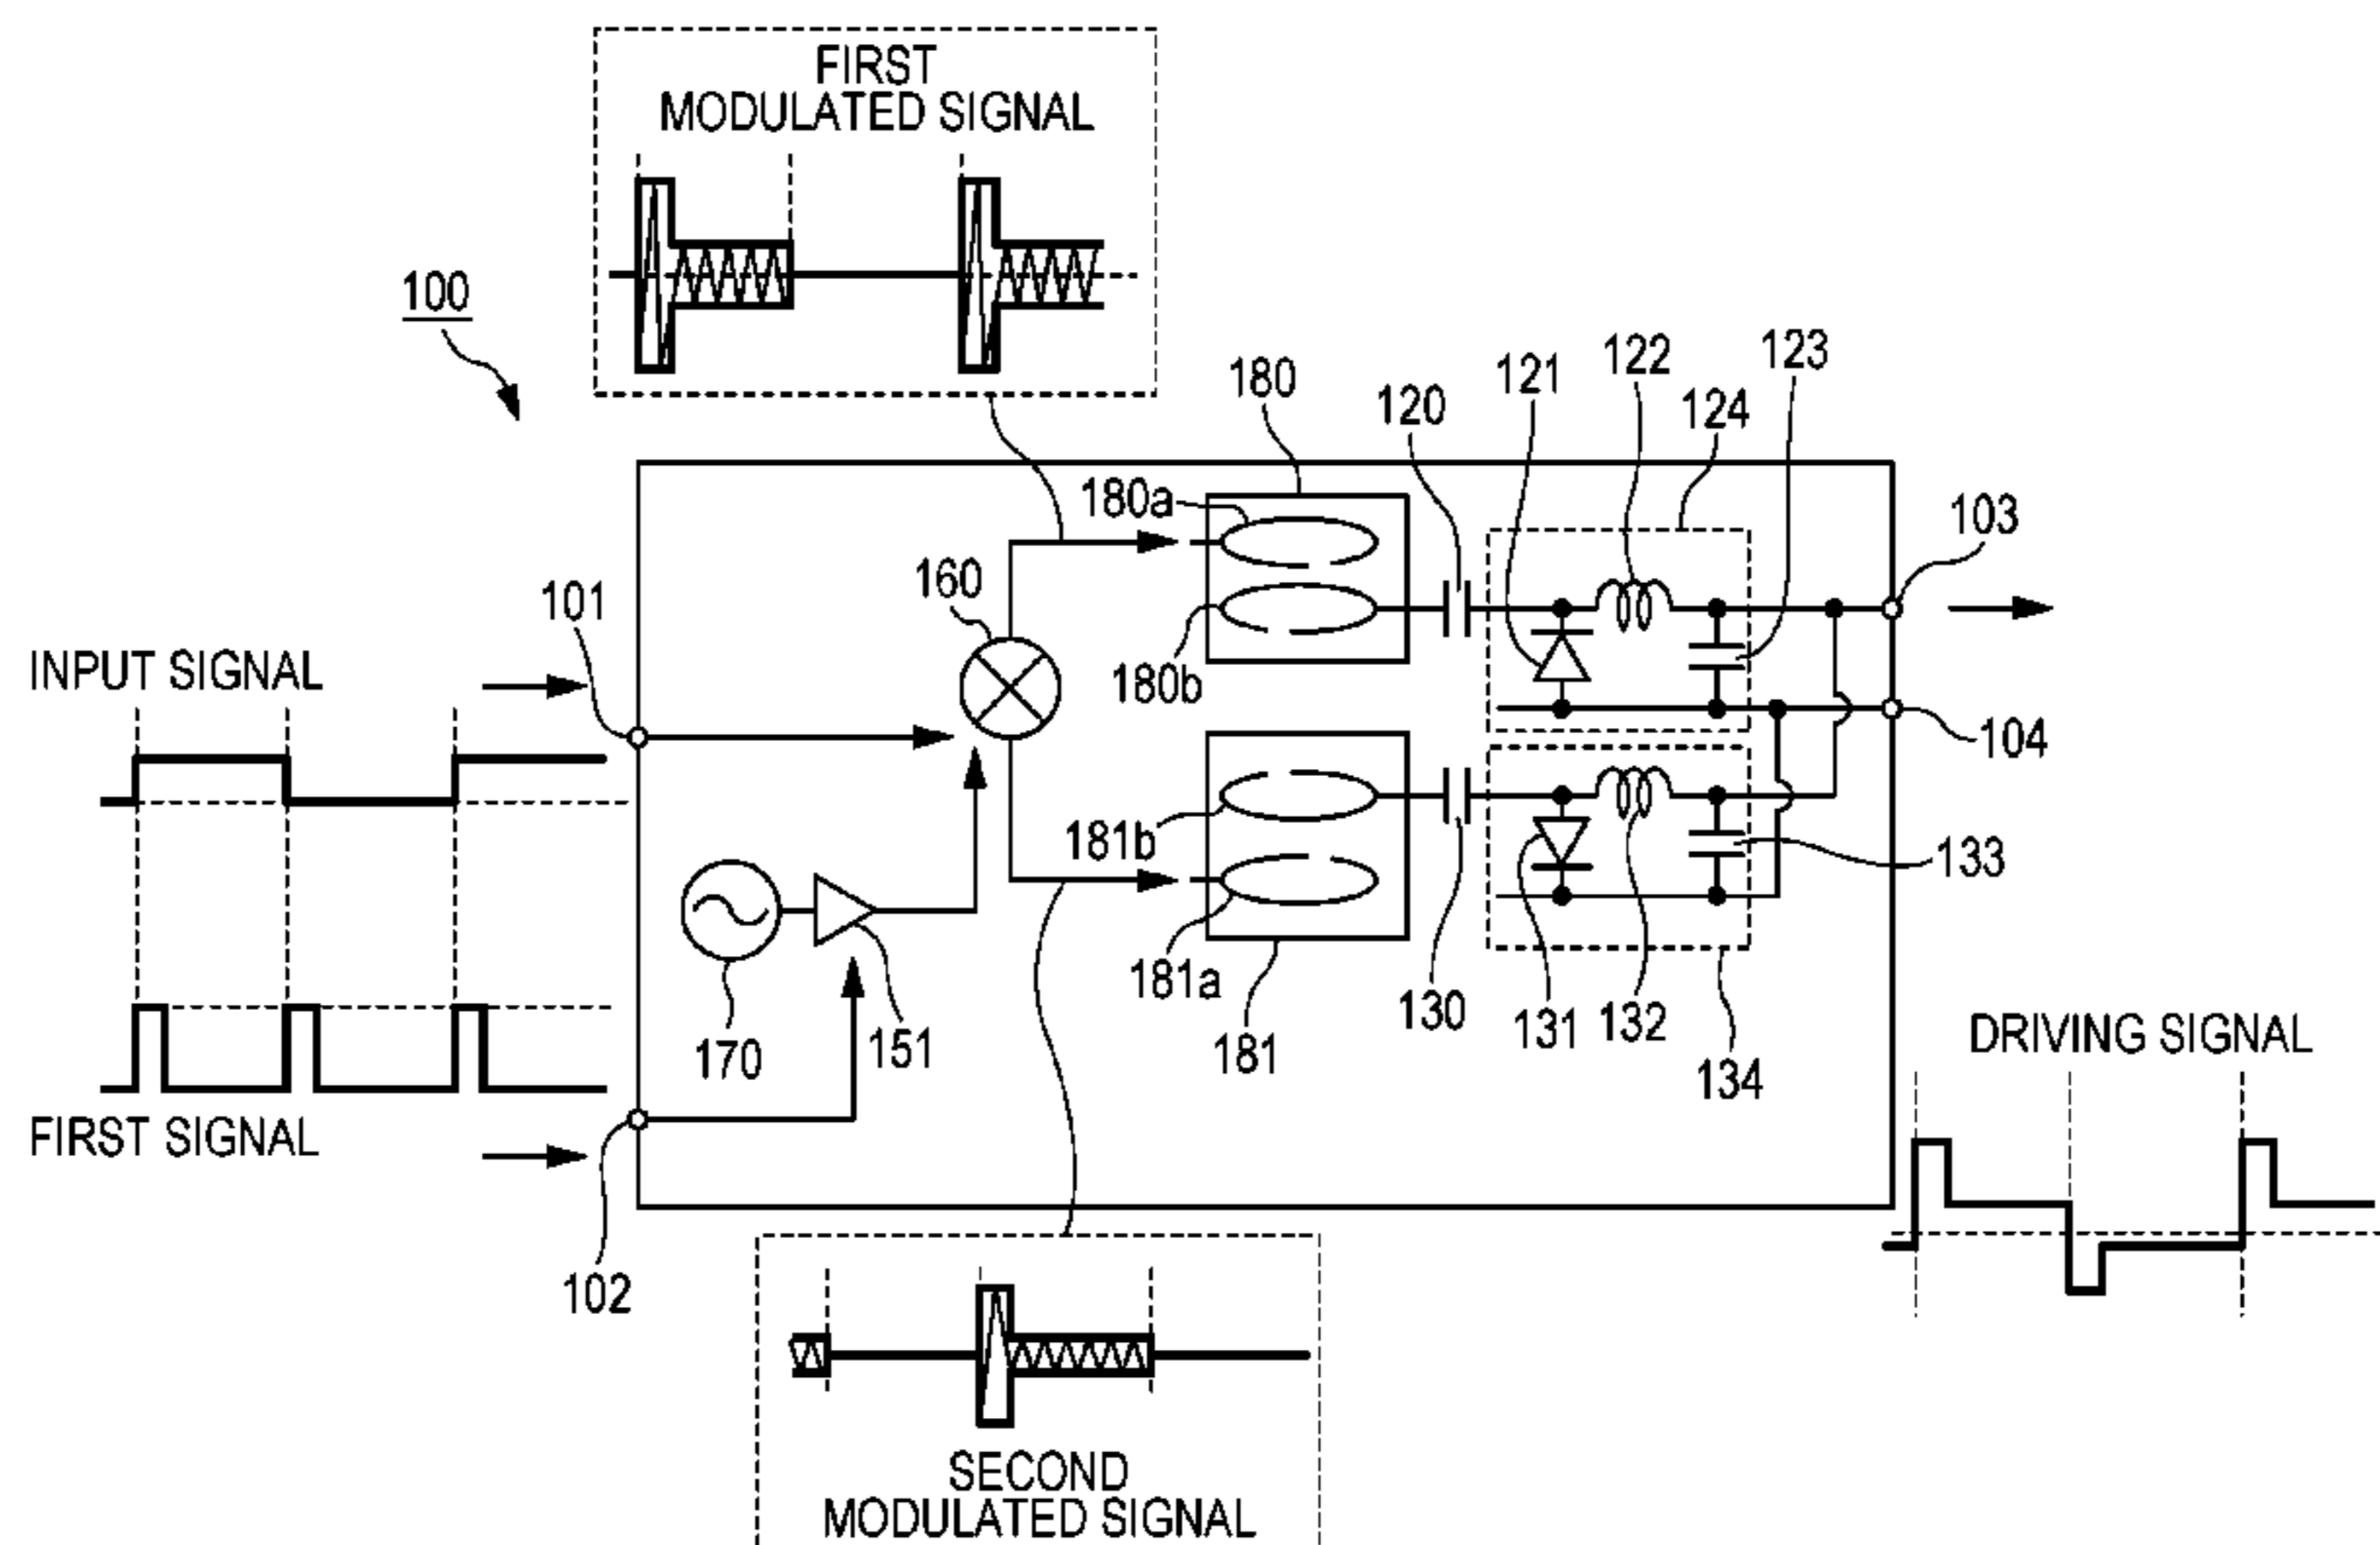 FIRST
MODULATED SIGNAL
100
180
120
121
122
123
124
180a
103
101
160
INPUT SIGNAL
180b
104
181b
133
181a
170
151
181
130
131
132
134
DRIVING SIGNAL
FIRST SIGNAL
102
SECOND
MODULATED SIGNAL